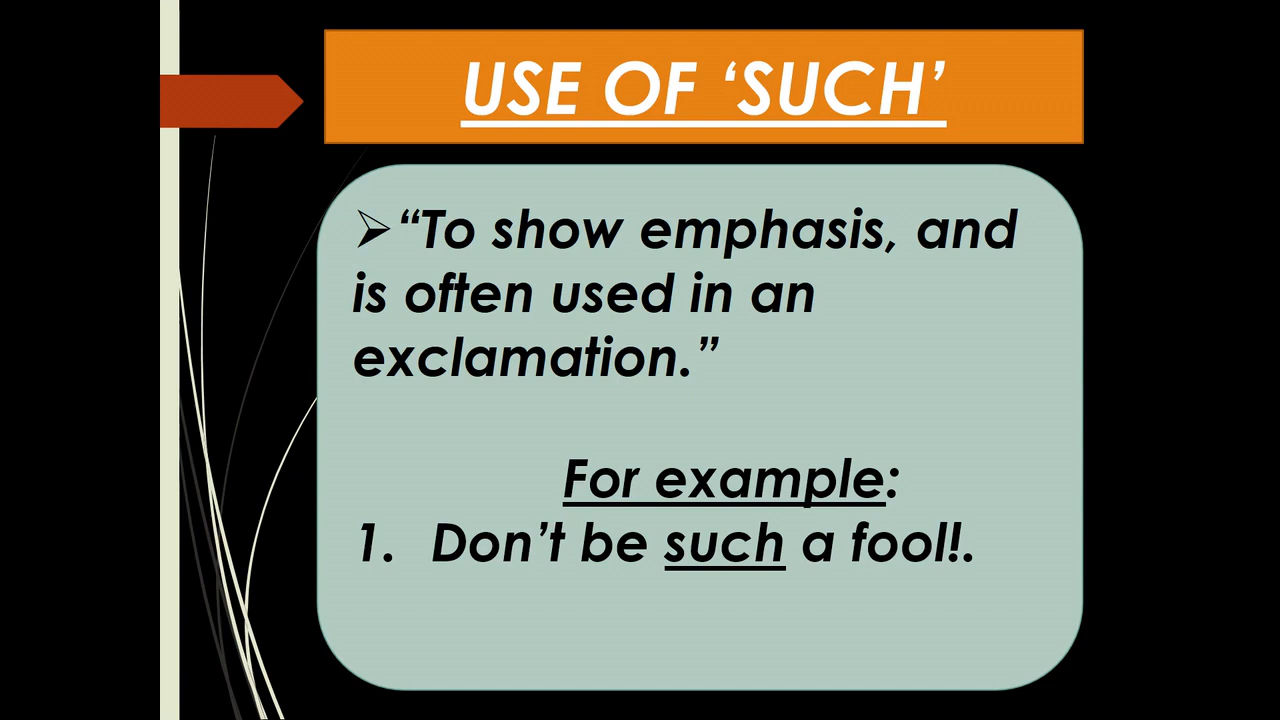 USE OF ‘SUCH’
➢“To show emphasis, and
is often used in an
exclamation.”
For example:
1. Don’t be such a fool!.